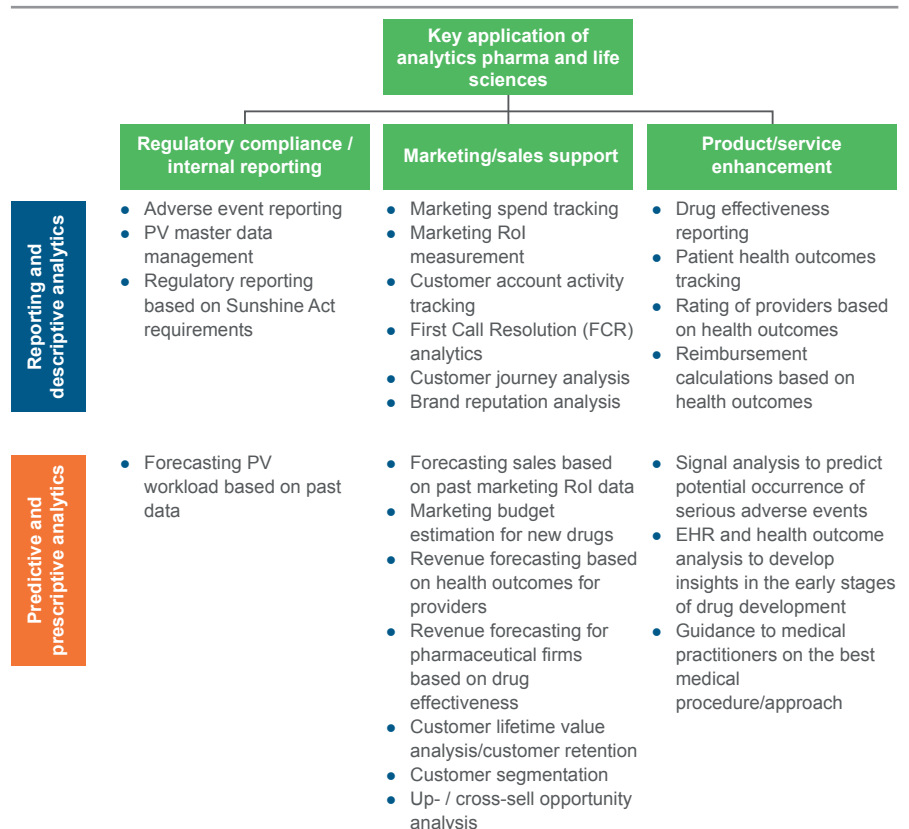 Key application of
analytics pharma and life
sciences
Regulatory compliance /
internal reporting
Marketing/sales support
Product/service
enhancement
Reporting and
descriptive analytics
● Adverse event reporting
● PV master data
management
● Regulatory reporting
based on Sunshine Act
requirements
● Marketing spend tracking
● Marketing RoI
measurement
● Customer account activity
tracking
● First Call Resolution (FCR)
analytics
● Customer journey analysis
● Brand reputation analysis
● Drug effectiveness
reporting
● Patient health outcomes
tracking
● Rating of providers based
on health outcomes
● Reimbursement
calculations based on
health outcomes
Predictive and
prescriptive analytics
● Forecasting PV
workload based on past
data
● Forecasting sales based
on past marketing RoI data
● Marketing budget
estimation for new drugs
● Revenue forecasting based
on health outcomes for
providers
● Revenue forecasting for
pharmaceutical firms
based on drug
effectiveness
● Customer lifetime value
analysis/customer retention
● Customer segmentation
● Up- / cross-sell opportunity
analysis
● Signal analysis to predict
potential occurrence of
serious adverse events
● EHR and health outcome
analysis to develop
insights in the early stages
of drug development
● Guidance to medical
practitioners on the best
medical
procedure/approach